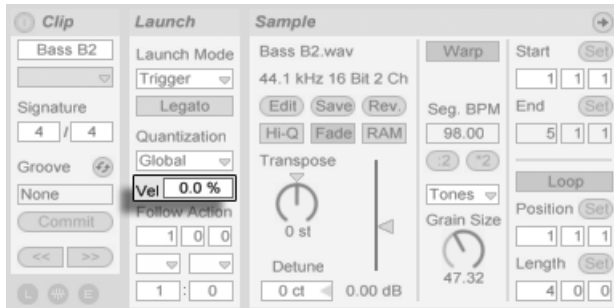 Clip
Bass B2
Signature
4 / 4
Groove
None
Commit
<< >>
L E
Launch
Launch Mode
Trigger
Legato
Quantization
Global
Vel 0.0 %
Follow Action
1 0 0
1 : 0
Sample
Bass B2.wav
44.1 kHz 16 Bit 2 Ch
Edit Save Rev.
Hi-Q Fade RAM
Transpose
0 st
Detune
0 ct 0.00 dB
Warp
Seg. BPM
98.00
:2 *2
Tones
Grain Size
47.32
Start Set
1 1 1
End Set
5 1 1
Loop
Position Set
1 1 1
Length Set
4 0 0